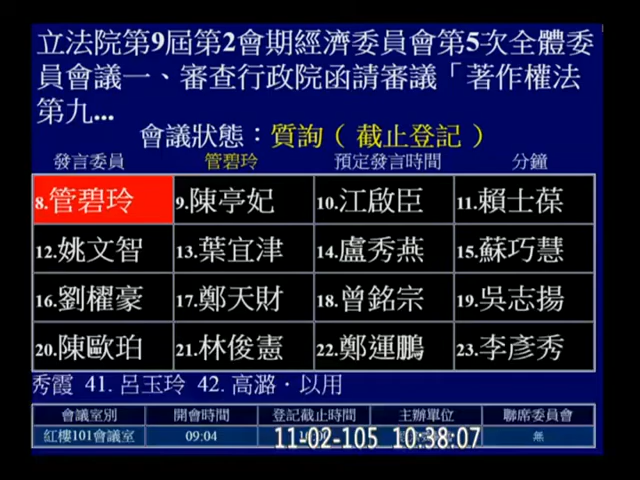 立法院第9屆第2會期經濟委員會第5次全體委
員會議一、審查行政院函請審議「著作權法
第九...
會議狀態：質詢（截止登記）
發言委員 管碧玲 預定發言時間 分鐘
8.管碧玲 9.陳亭妃 10.江啟臣 11.賴士葆
12.姚文智 13.葉宜津 14.盧秀燕 15.蘇巧慧
16.劉櫂豪 17.鄭天財 18.曾銘宗 19.吳志揚
20.陳歐珀 21.林俊憲 22.鄭運鵬 23.李彥秀
秀霞 41. 呂玉玲 42. 高潞．以用
會議室別 開會時間 登記截止時間 主辦單位 聯席委員會
紅樓101會議室 09:04 無
11-02-105 10:38:07